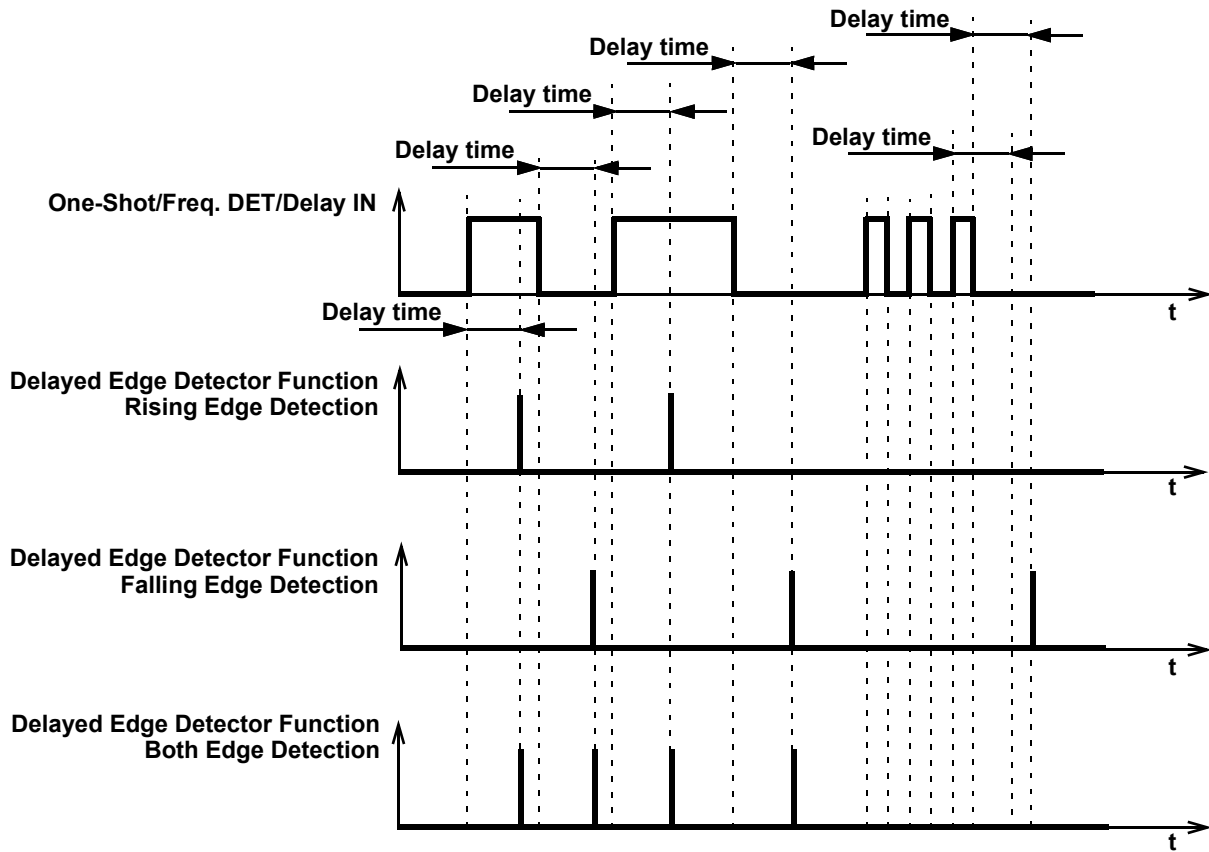 Delay time
Delay time
Delay time
Delay time
Delay time
One-Shot/Freq. DET/Delay IN
t
Delay time
Delayed Edge Detector Function
Rising Edge Detection
t
Delayed Edge Detector Function
Falling Edge Detection
t
Delayed Edge Detector Function
Both Edge Detection
t